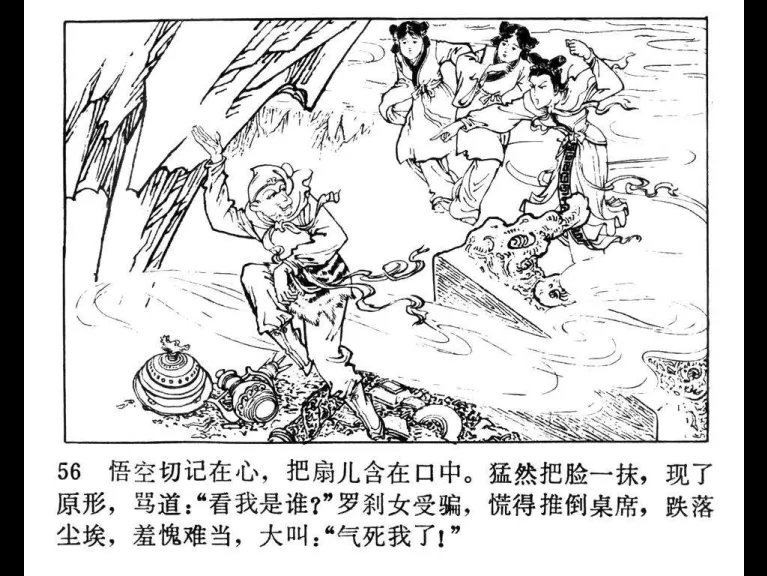 56 悟空切记在心，把扇儿含在口中。猛然把脸一抹，现了
原形，骂道：“看我是谁？”罗刹女受骗，慌得推倒桌席，跌落
尘埃，羞愧难当，大叫：“气死我了！”